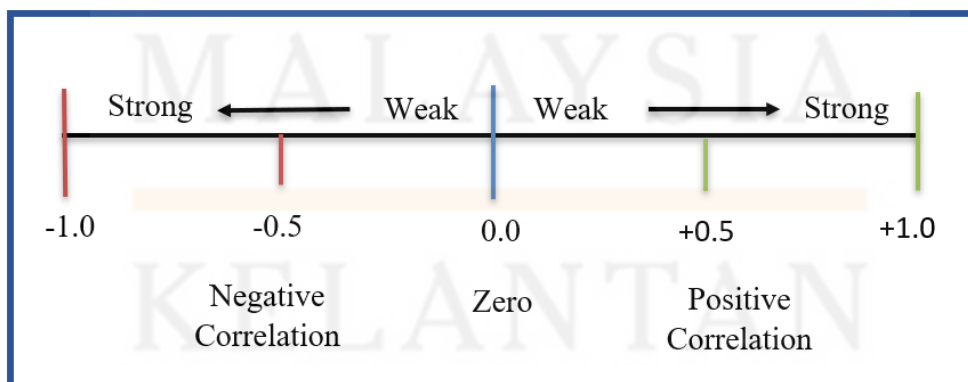 MALAYSIA
Strong Weak Weak Strong
-1.0 -0.5 0.0 +0.5 +1.0
KELANTAN
Negative Zero Positive
Correlation Correlation